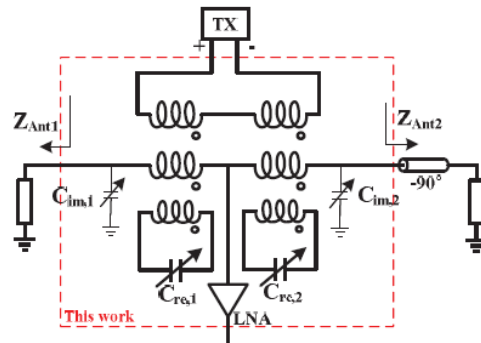 TX
+ -
Z_Ant1
Z_Ant2
-90°
C_im,1
C_im,2
C_re,1
C_re,2
LNA
This work